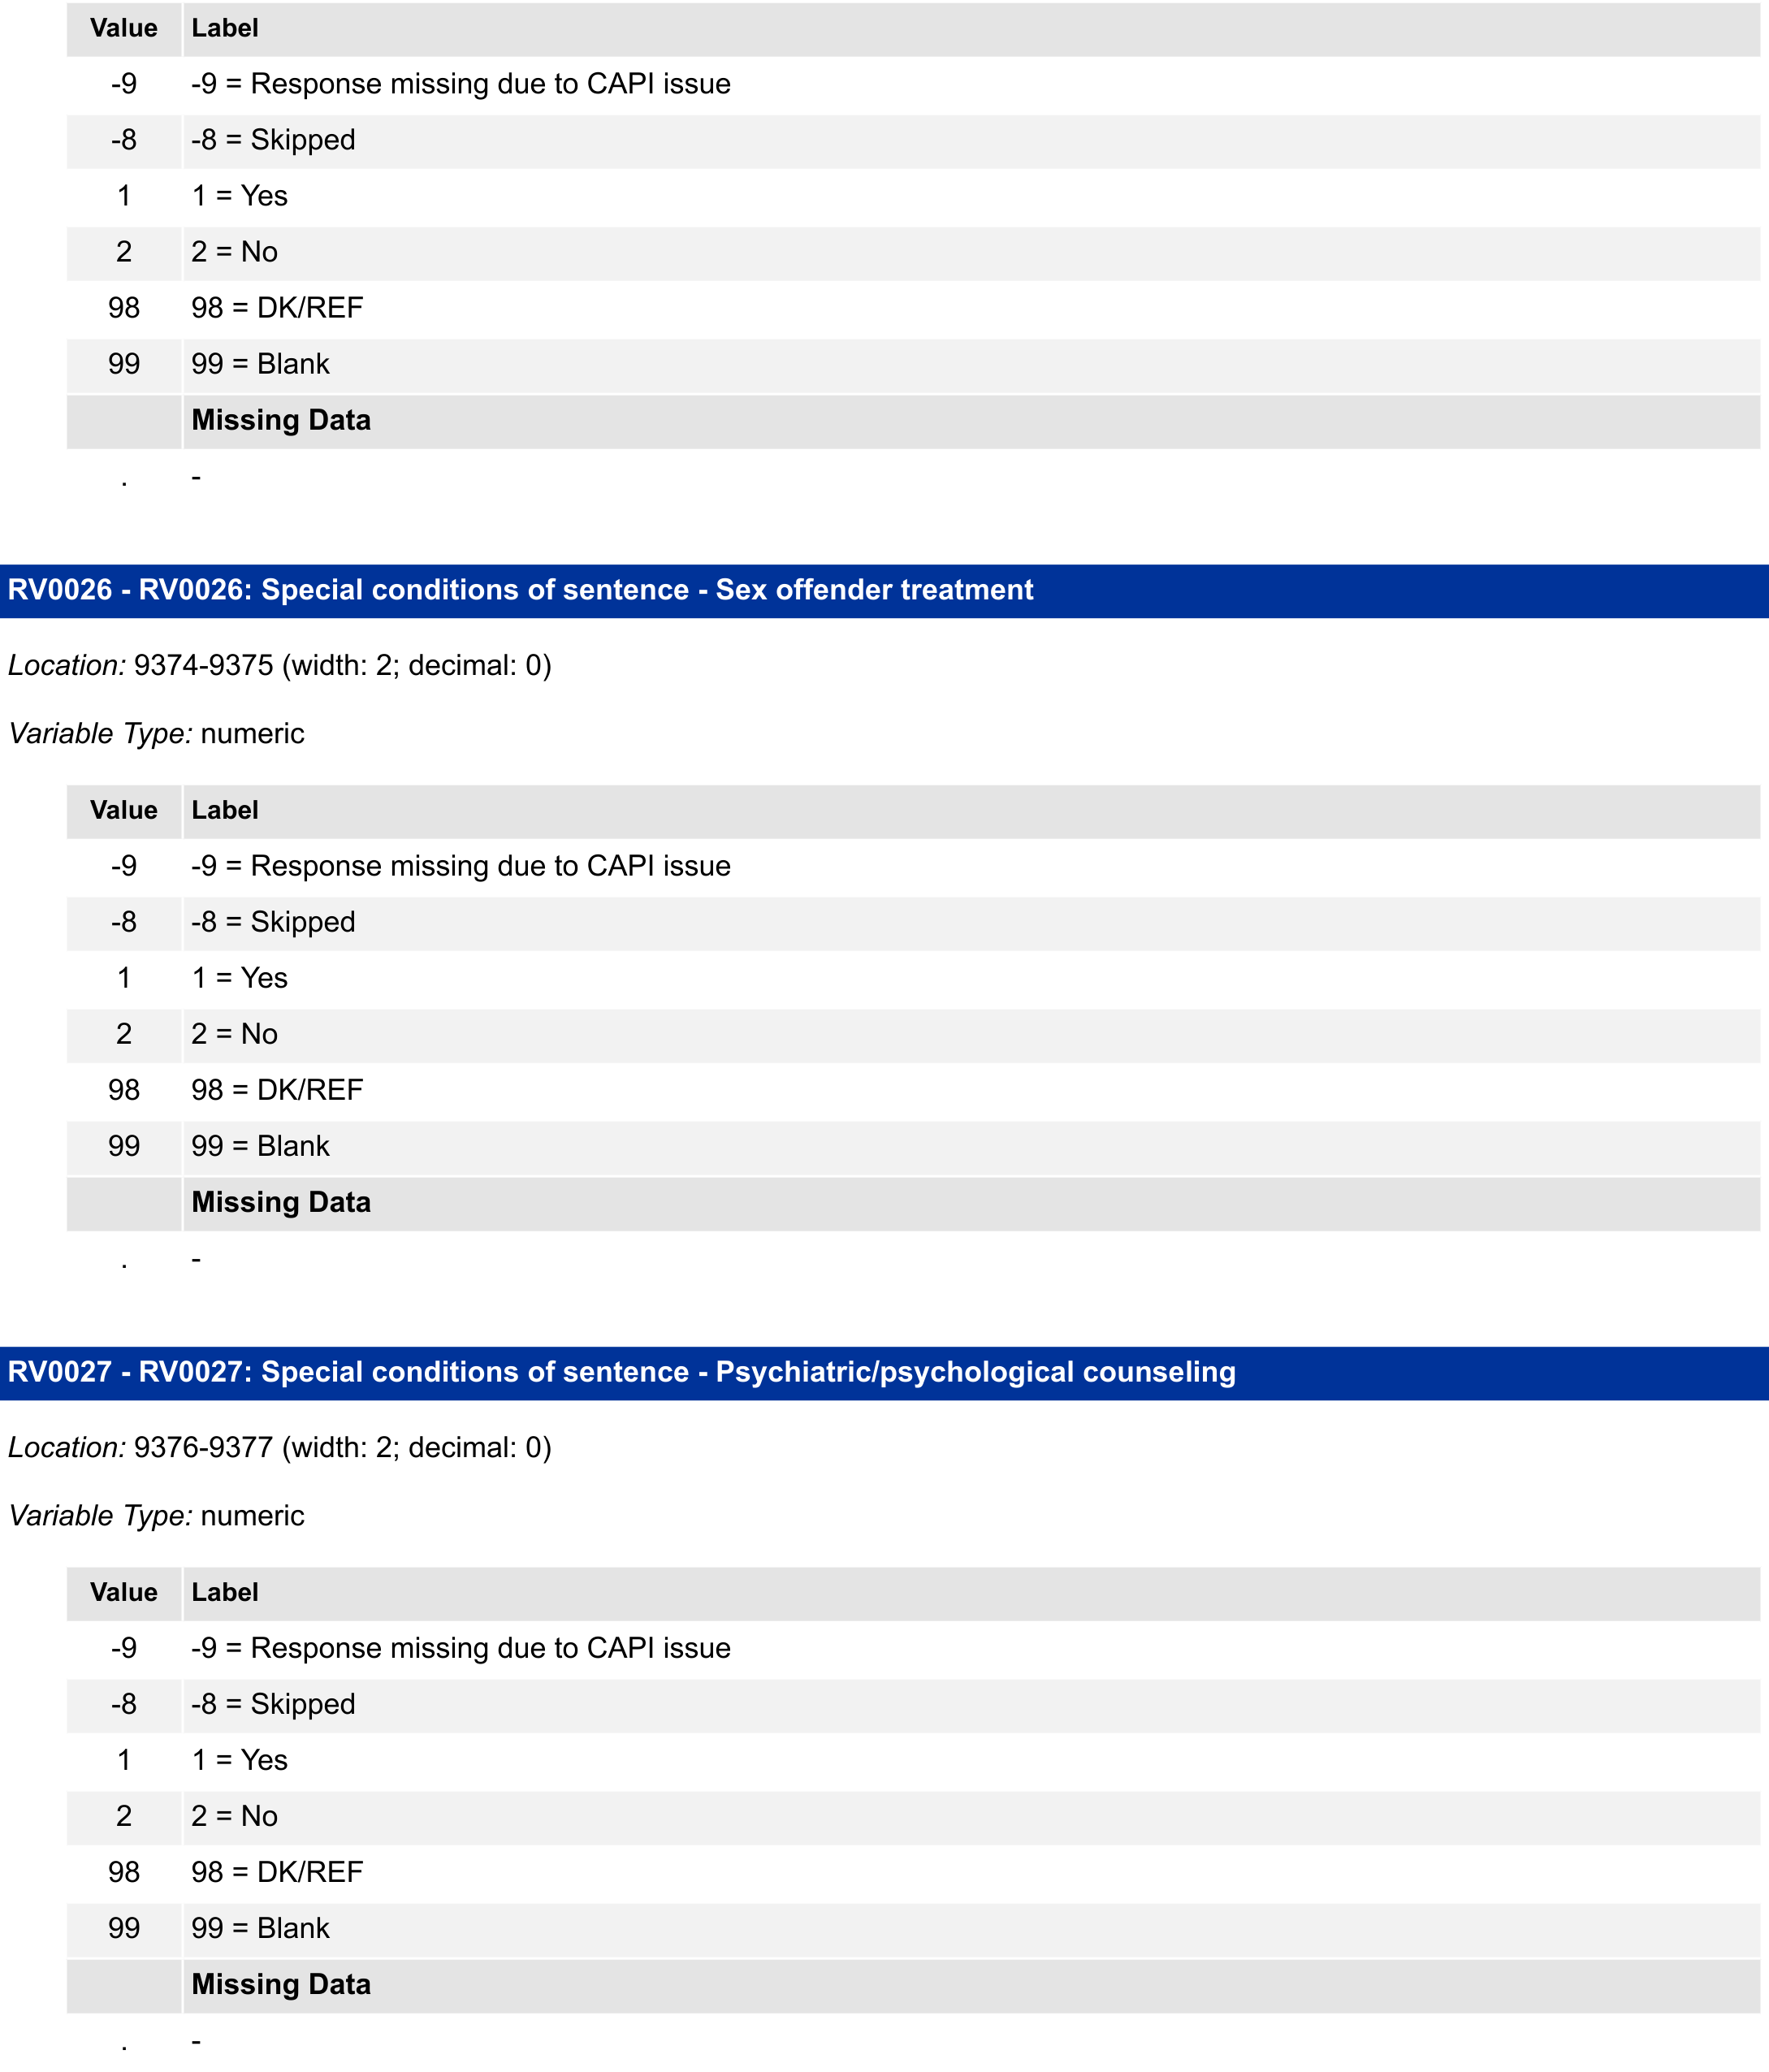 Value Label
-9 -9 = Response missing due to CAPI issue
-8 -8 = Skipped
1 1 = Yes
2 2 = No
98 98 = DK/REF
99 99 = Blank
Missing Data
. -
RV0026 - RV0026: Special conditions of sentence - Sex offender treatment
Location: 9374-9375 (width: 2; decimal: 0)
Variable Type: numeric
Value Label
-9 -9 = Response missing due to CAPI issue
-8 -8 = Skipped
1 1 = Yes
2 2 = No
98 98 = DK/REF
99 99 = Blank
Missing Data
. -
RV0027 - RV0027: Special conditions of sentence - Psychiatric/psychological counseling
Location: 9376-9377 (width: 2; decimal: 0)
Variable Type: numeric
Value Label
-9 -9 = Response missing due to CAPI issue
-8 -8 = Skipped
1 1 = Yes
2 2 = No
98 98 = DK/REF
99 99 = Blank
Missing Data
. -